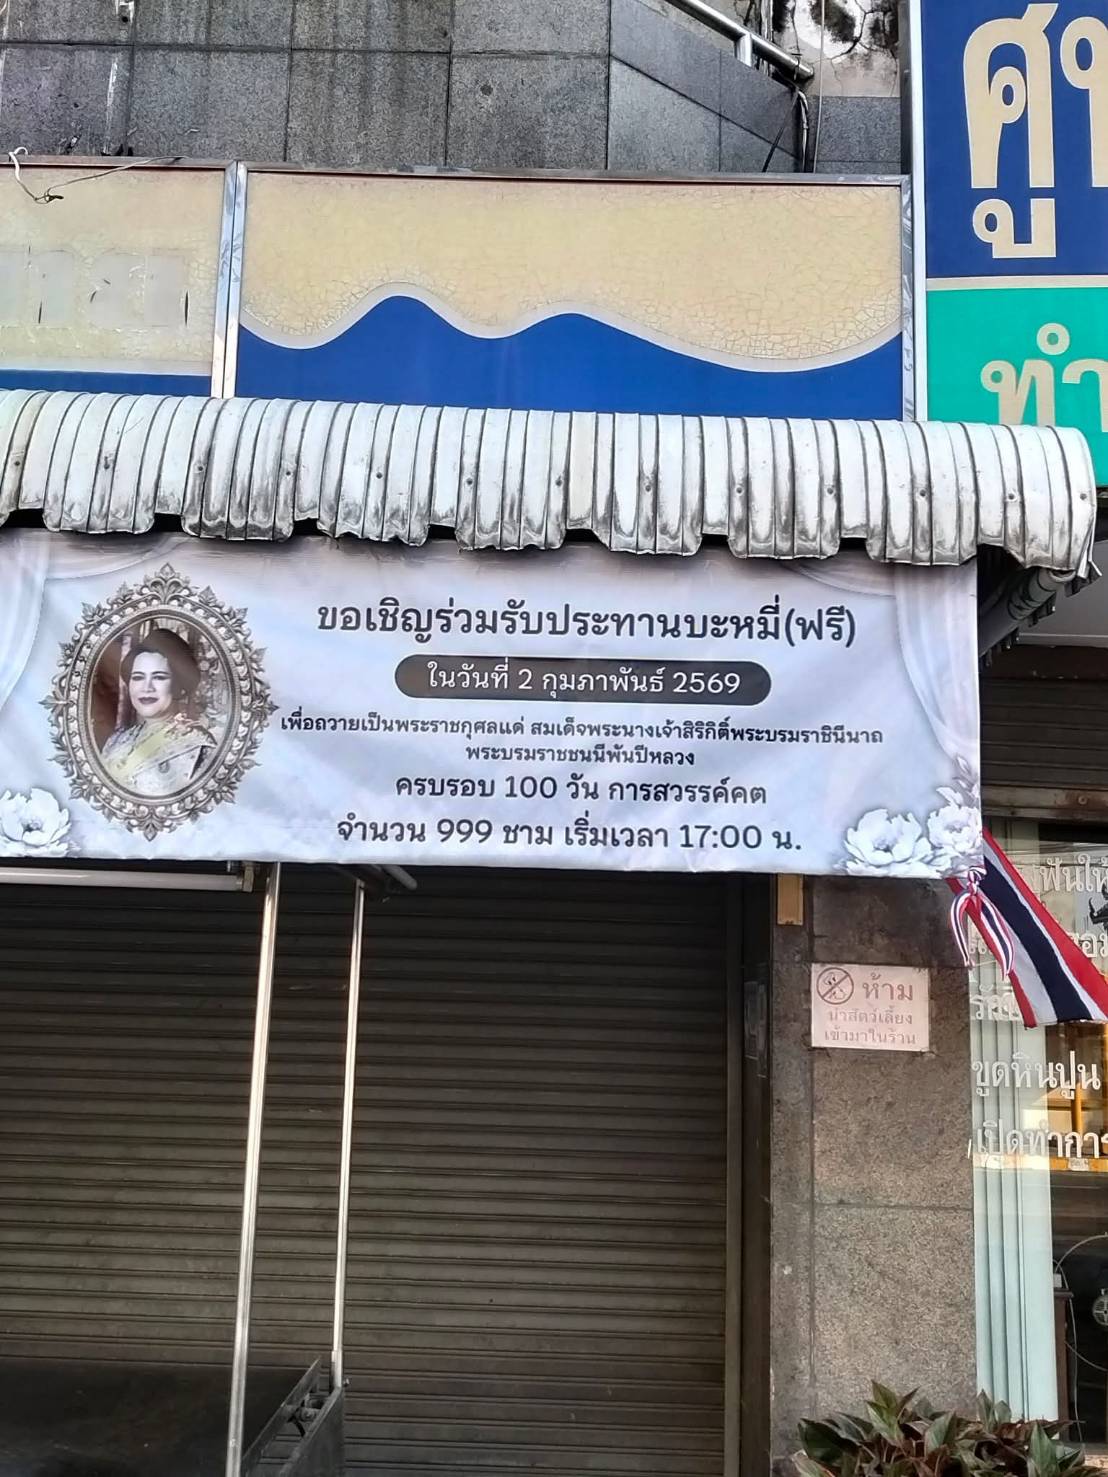 ขอเชิญร่วมรับประทานบะหมี่(ฟรี)
ในวันที่ 2 กุมภาพันธ์ 2569
เพื่อถวายเป็นพระราชกุศลแด่ สมเด็จพระนางเจ้าสิริกิติ์พระบรมราชินีนาถ
พระบรมราชชนนีพันปีหลวง
ครบรอบ 100 วัน การสวรรค์คต
จำนวน 999 ชาม เริ่มเวลา 17:00 น.
ห้าม
นำสัตว์เลี้ยง
เข้ามาในร้าน
ขูดหินปูน